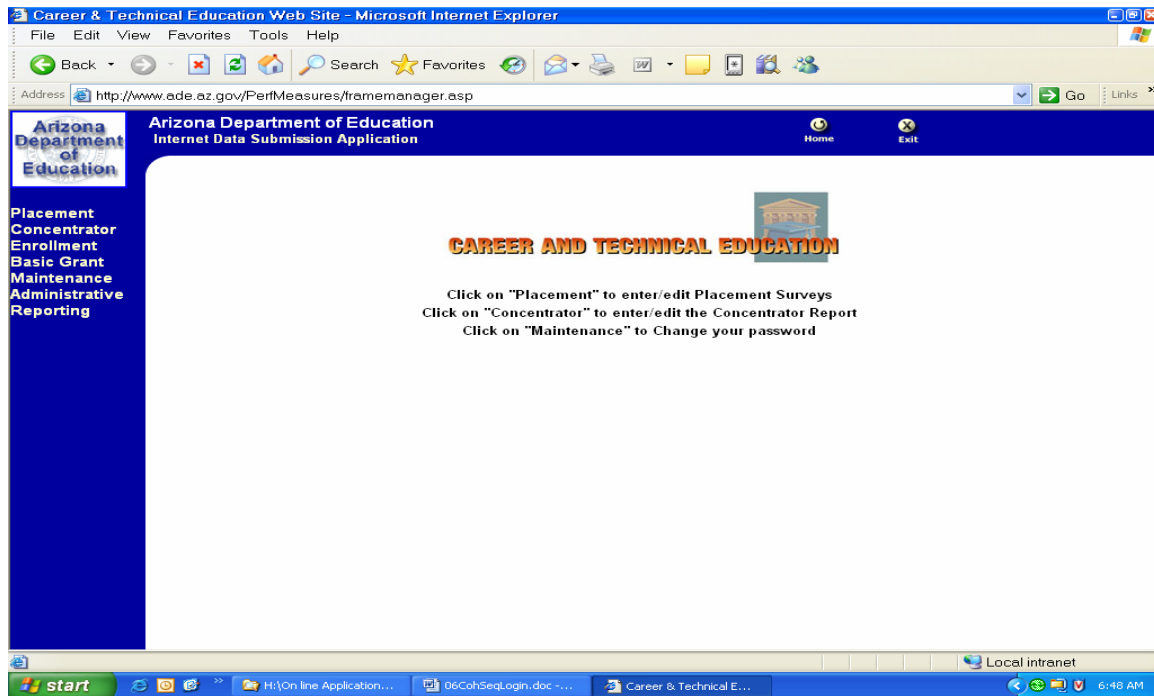 Career & Technical Education Web Site - Microsoft Internet Explorer
File Edit View Favorites Tools Help
Back Search Favorites
Address http://www.ade.az.gov/PerfMeasures/framemanager.asp Go Links »
Arizona
Department
of
Education
Arizona Department of Education
Internet Data Submission Application
Home Exit
Placement
Concentrator
Enrollment
Basic Grant
Maintenance
Administrative
Reporting
CAREER AND TECHNICAL EDUCATION
Click on "Placement" to enter/edit Placement Surveys
Click on "Concentrator" to enter/edit the Concentrator Report
Click on "Maintenance" to Change your password
Local intranet
start » H:\On line Application... 06CohSeqLogin.doc -... Career & Technical E... 6:48 AM